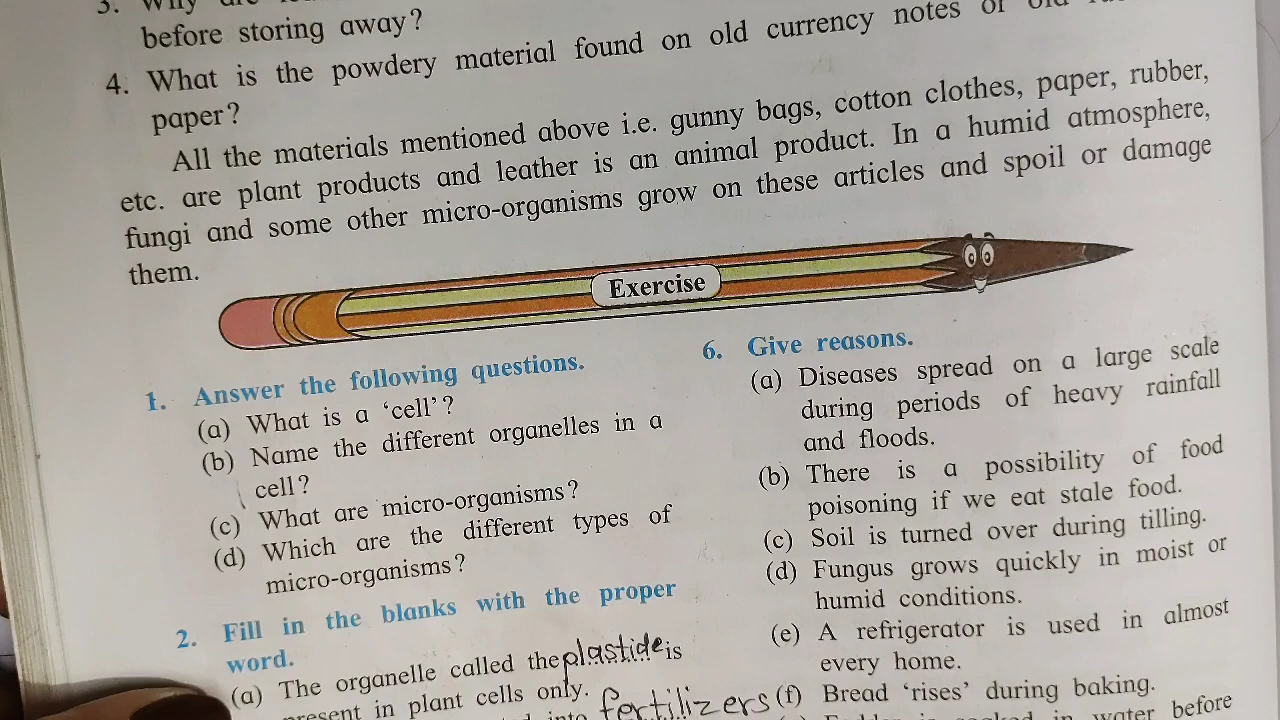 3. Why
before storing away?
4. What is the powdery material found on old currency notes or old
paper?
All the materials mentioned above i.e. gunny bags, cotton clothes, paper, rubber,
etc. are plant products and leather is an animal product. In a humid atmosphere,
fungi and some other micro-organisms grow on these articles and spoil or damage
them.
Exercise
1. Answer the following questions.
(a) What is a ‘cell’?
(b) Name the different organelles in a
cell?
(c) What are micro-organisms?
(d) Which are the different types of
micro-organisms?
2. Fill in the blanks with the proper
word.
(a) The organelle called the plastide is
present in plant cells only.
into fertilizers
6. Give reasons.
(a) Diseases spread on a large scale
during periods of heavy rainfall
and floods.
(b) There is a possibility of food
poisoning if we eat stale food.
(c) Soil is turned over during tilling.
(d) Fungus grows quickly in moist or
humid conditions.
(e) A refrigerator is used in almost
every home.
(f) Bread ‘rises’ during baking.
in water before